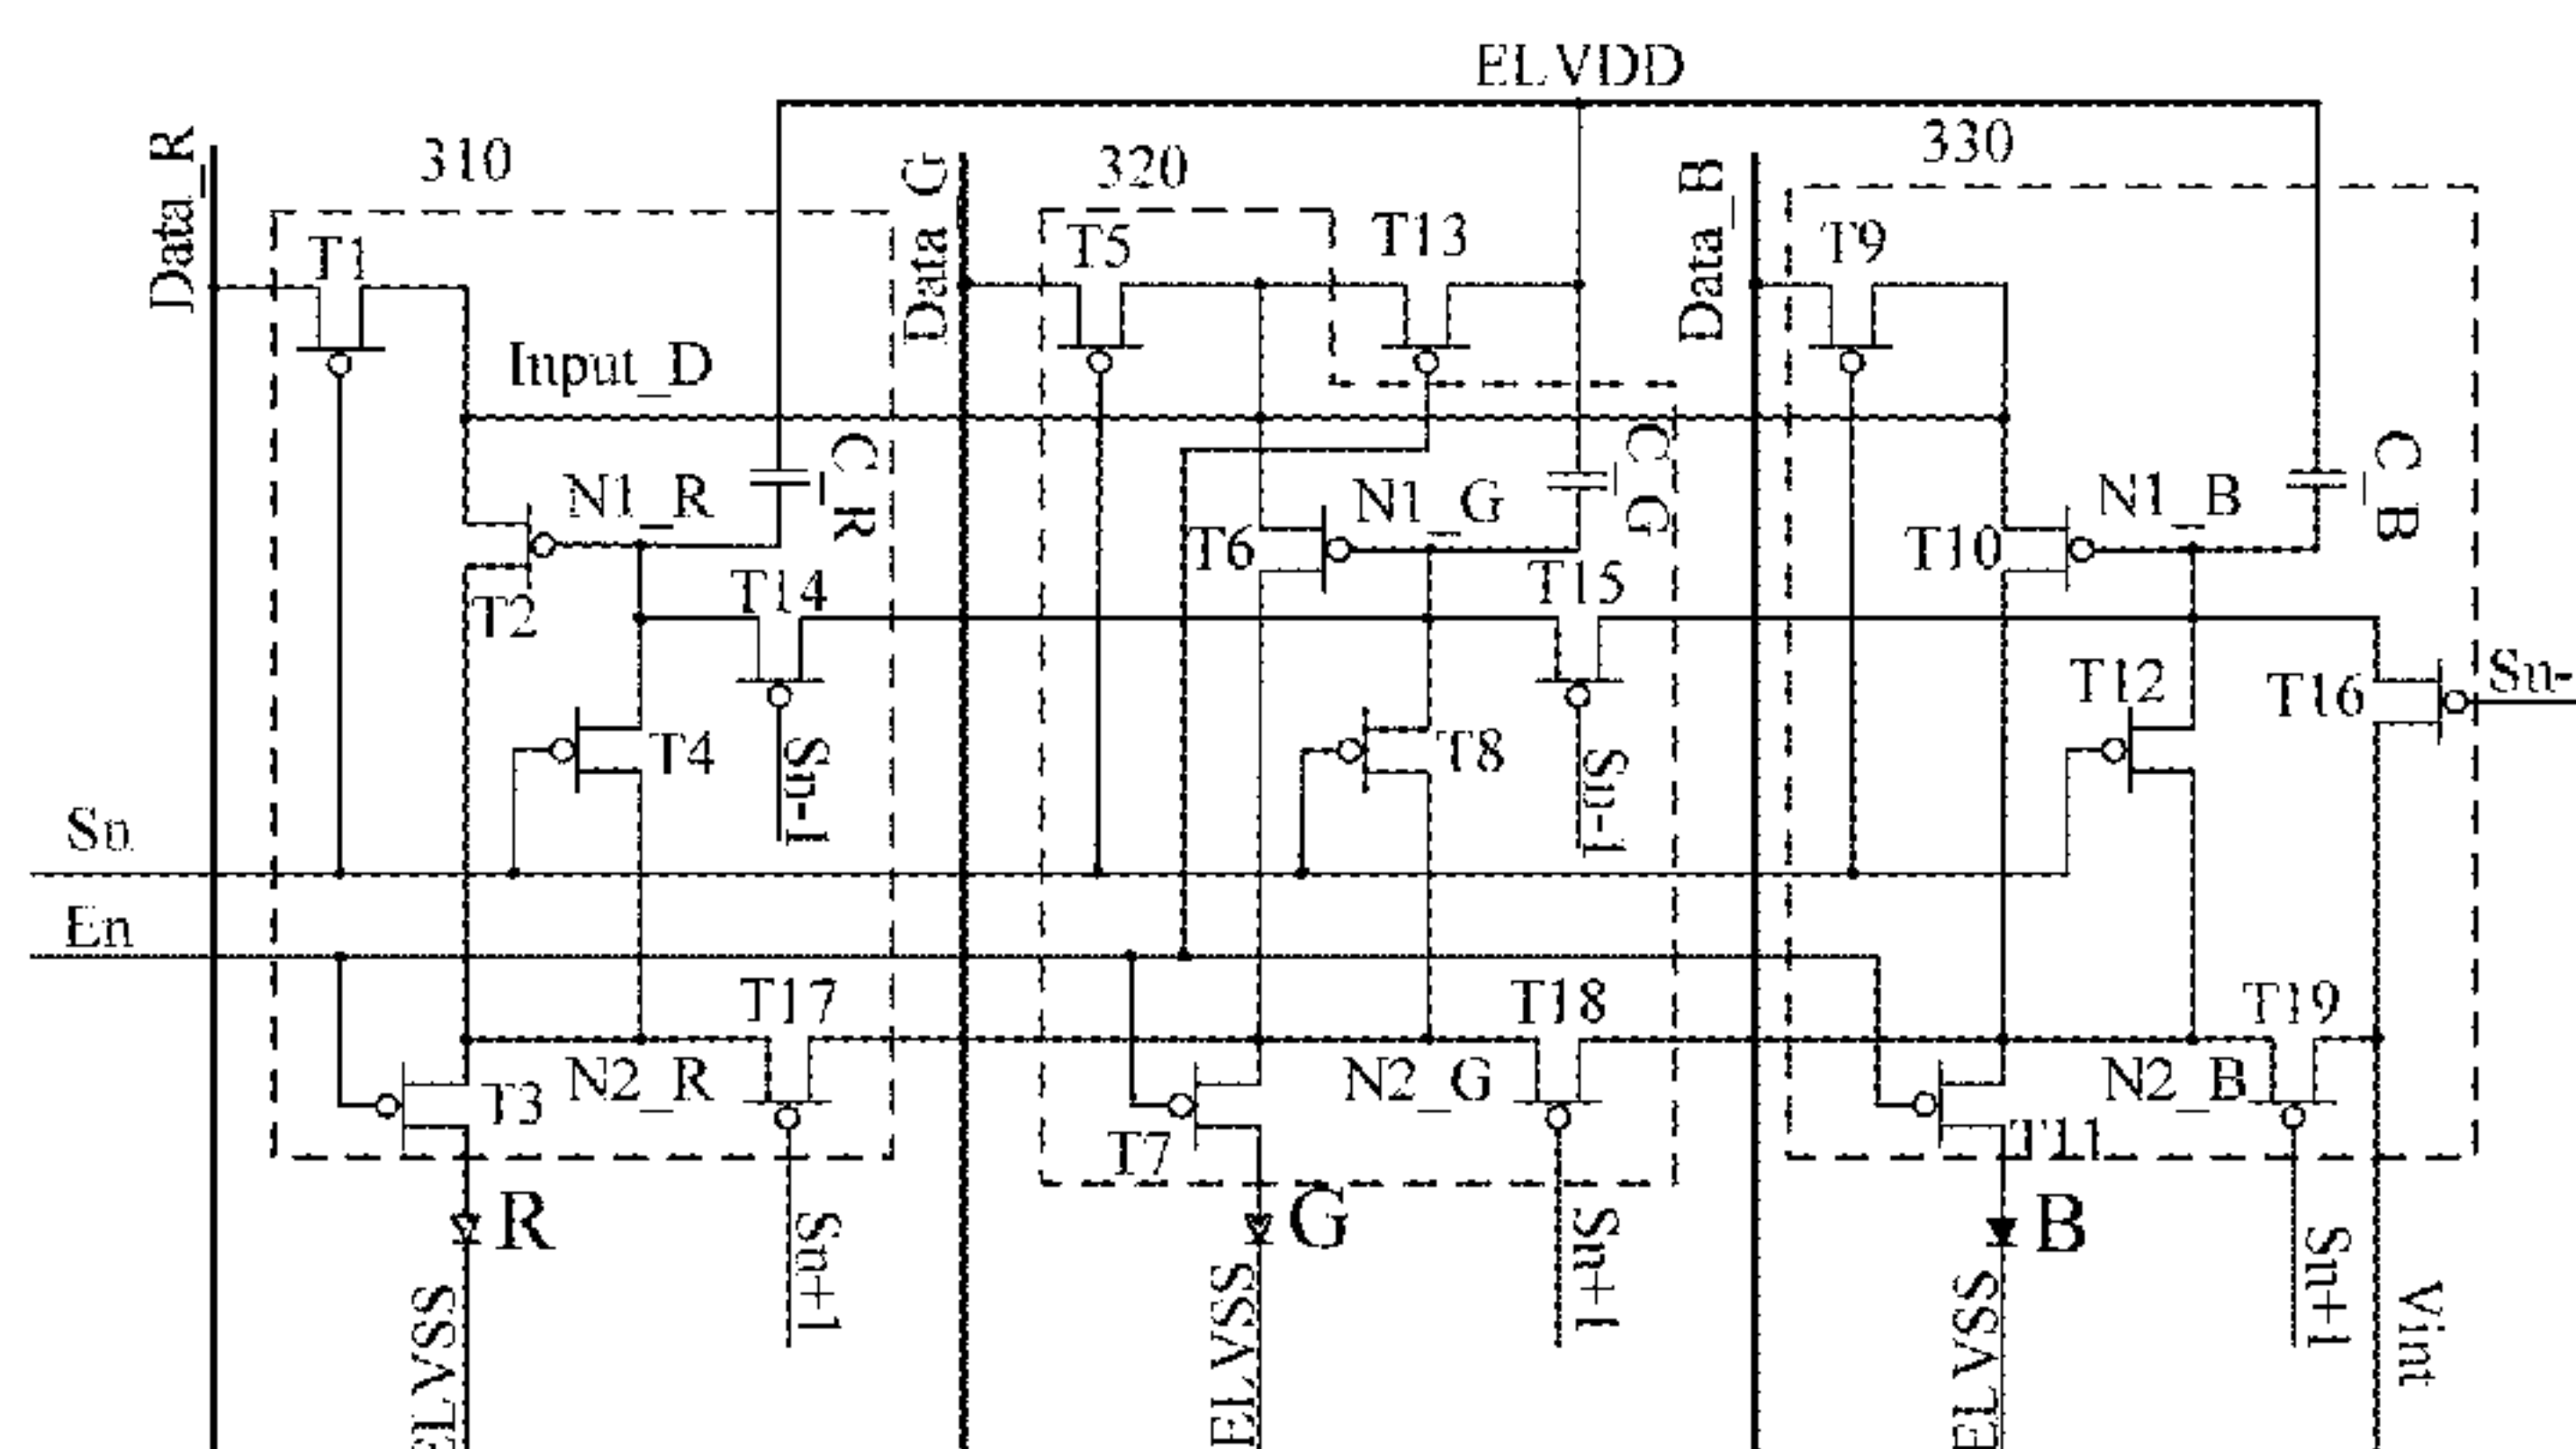 ELVDD
Data_R
310
Data_G
320
Data_B
330
T1
T5
T13
T9
Input_D
C_R
C_G
C_B
N1_R
N1_G
N1_B
T2
T14
T6
T15
T10
T4
Sn-1
T8
Sn-1
T12
T16
Sn-
Sn
En
T17
T18
T19
T3
N2_R
T7
N2_G
T11
N2_B
R
G
B
Sn+1
Sn+1
Sn+1
ELVSS
ELVSS
ELVSS
Vint